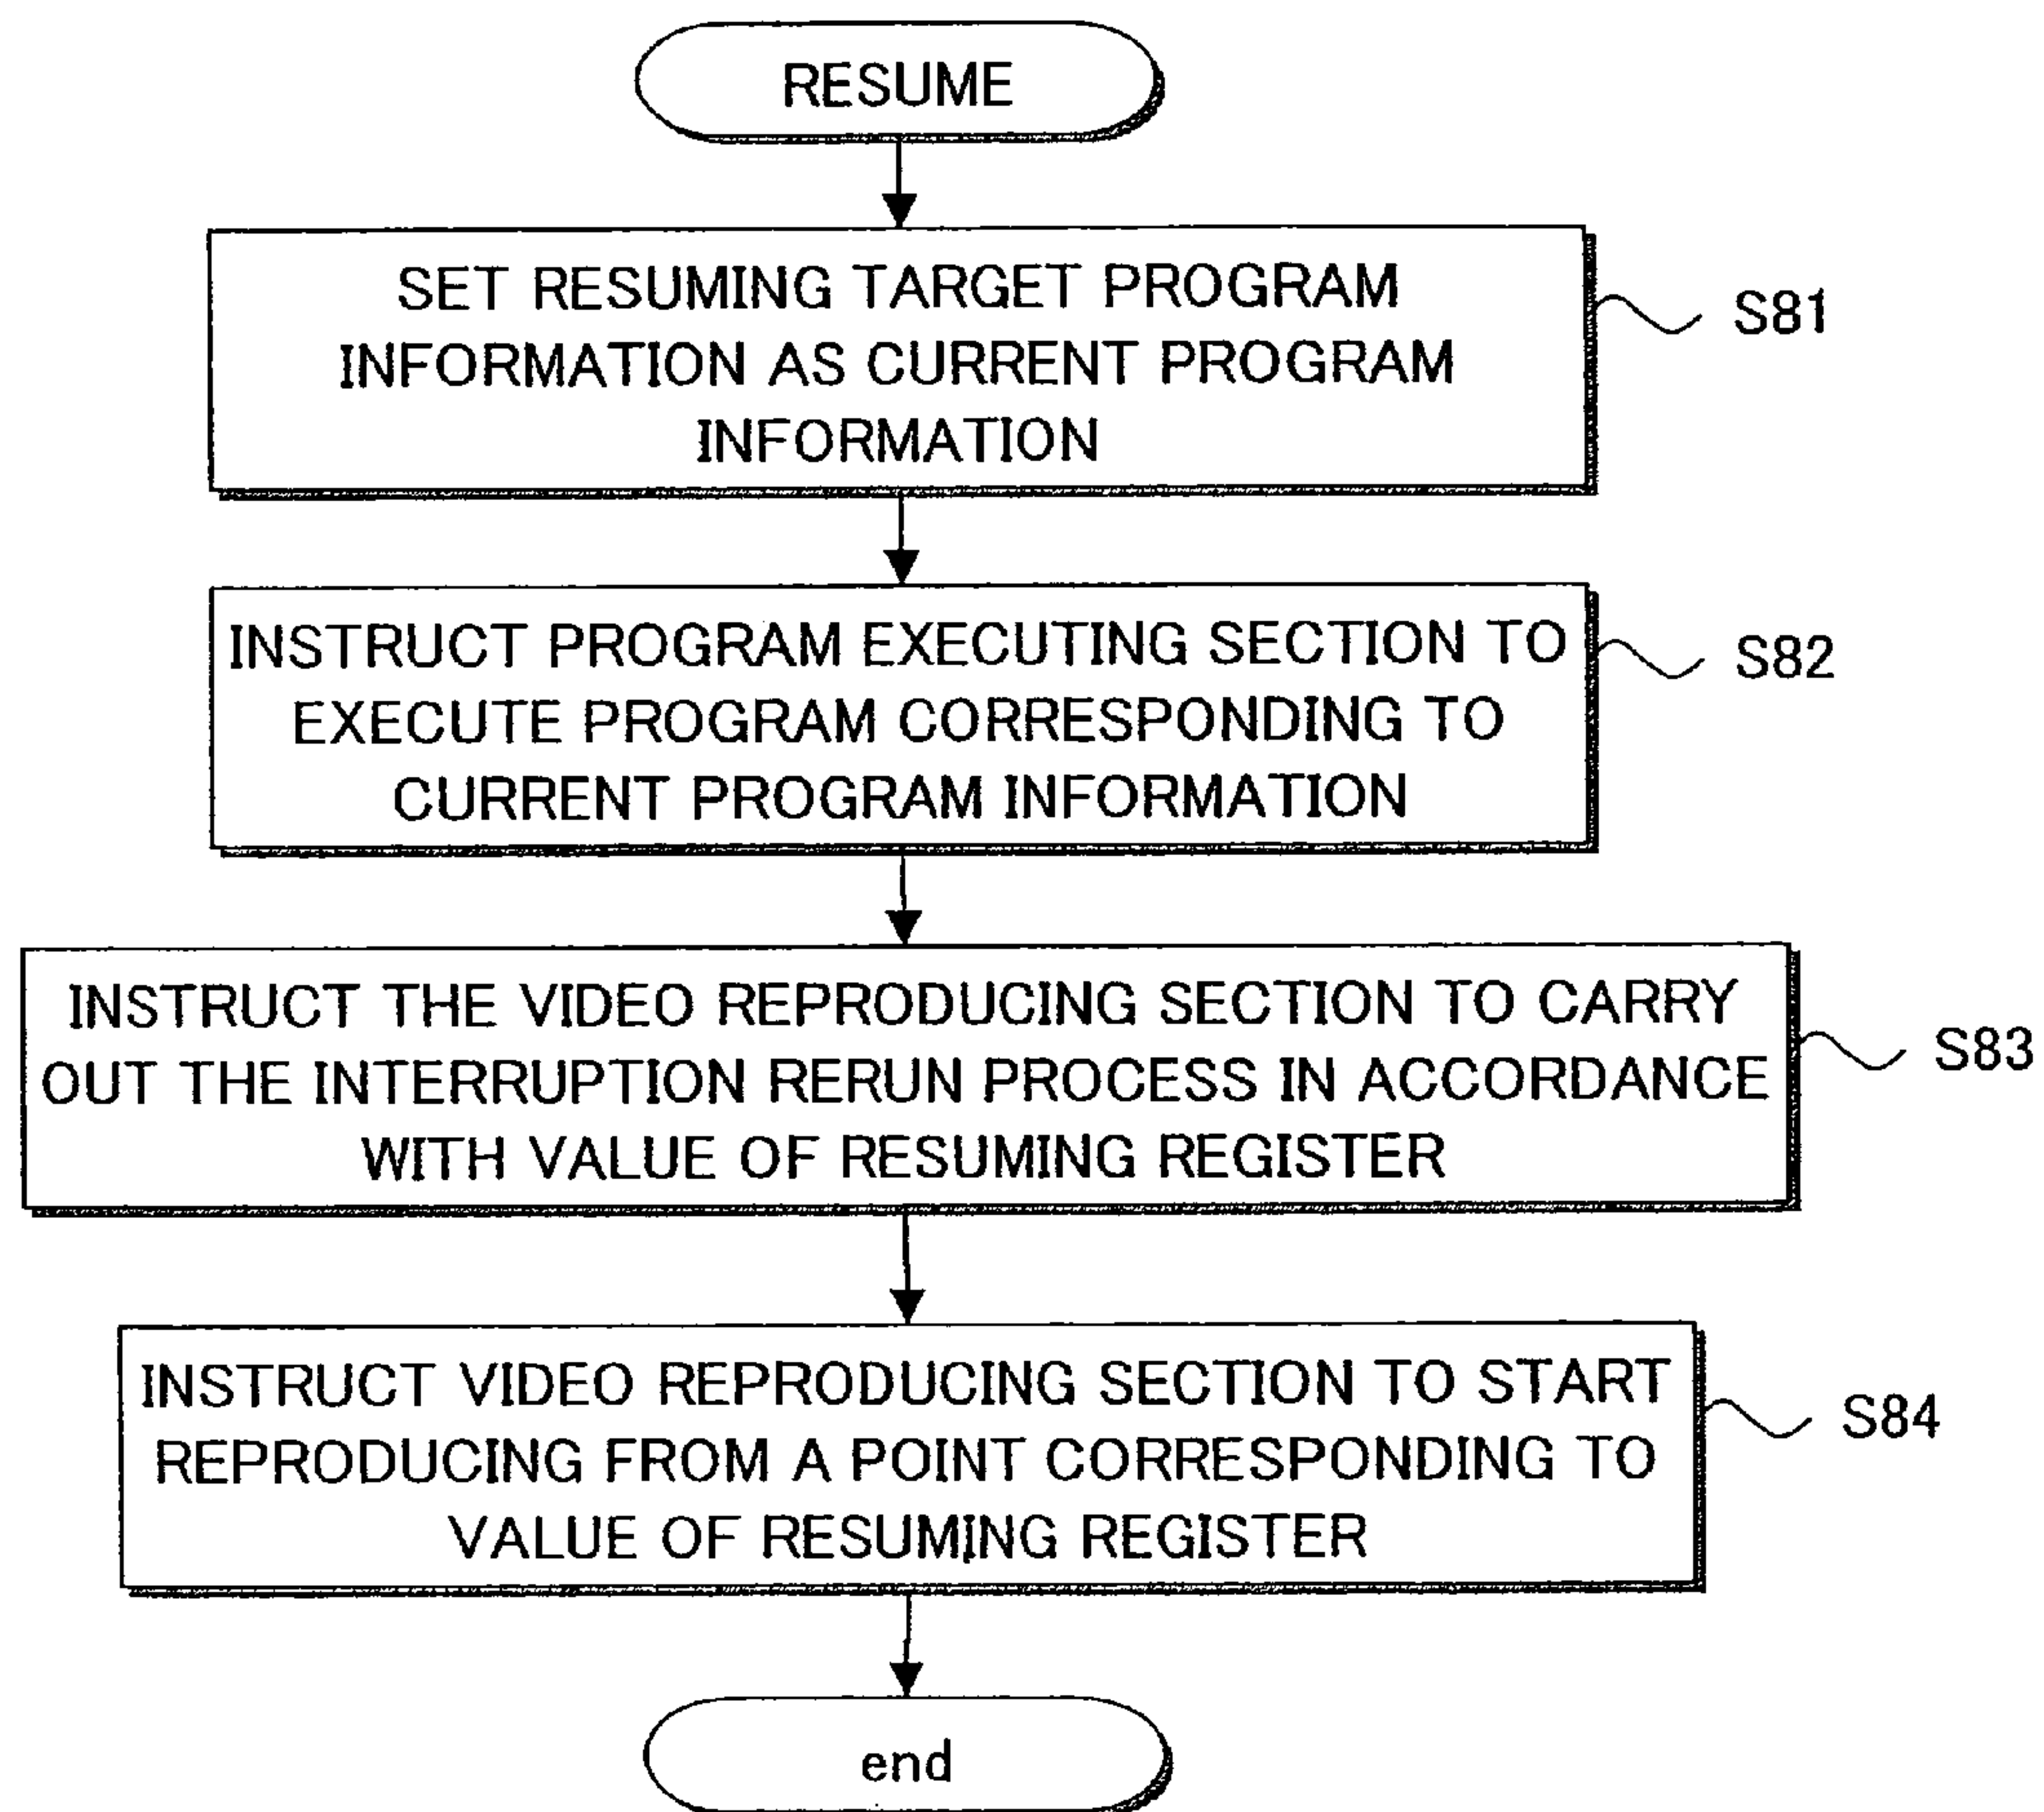 RESUME
SET RESUMING TARGET PROGRAM
INFORMATION AS CURRENT PROGRAM
INFORMATION
S81
INSTRUCT PROGRAM EXECUTING SECTION TO
EXECUTE PROGRAM CORRESPONDING TO
CURRENT PROGRAM INFORMATION
S82
INSTRUCT THE VIDEO REPRODUCING SECTION TO CARRY
OUT THE INTERRUPTION RERUN PROCESS IN ACCORDANCE
WITH VALUE OF RESUMING REGISTER
S83
INSTRUCT VIDEO REPRODUCING SECTION TO START
REPRODUCING FROM A POINT CORRESPONDING TO
VALUE OF RESUMING REGISTER
S84
end